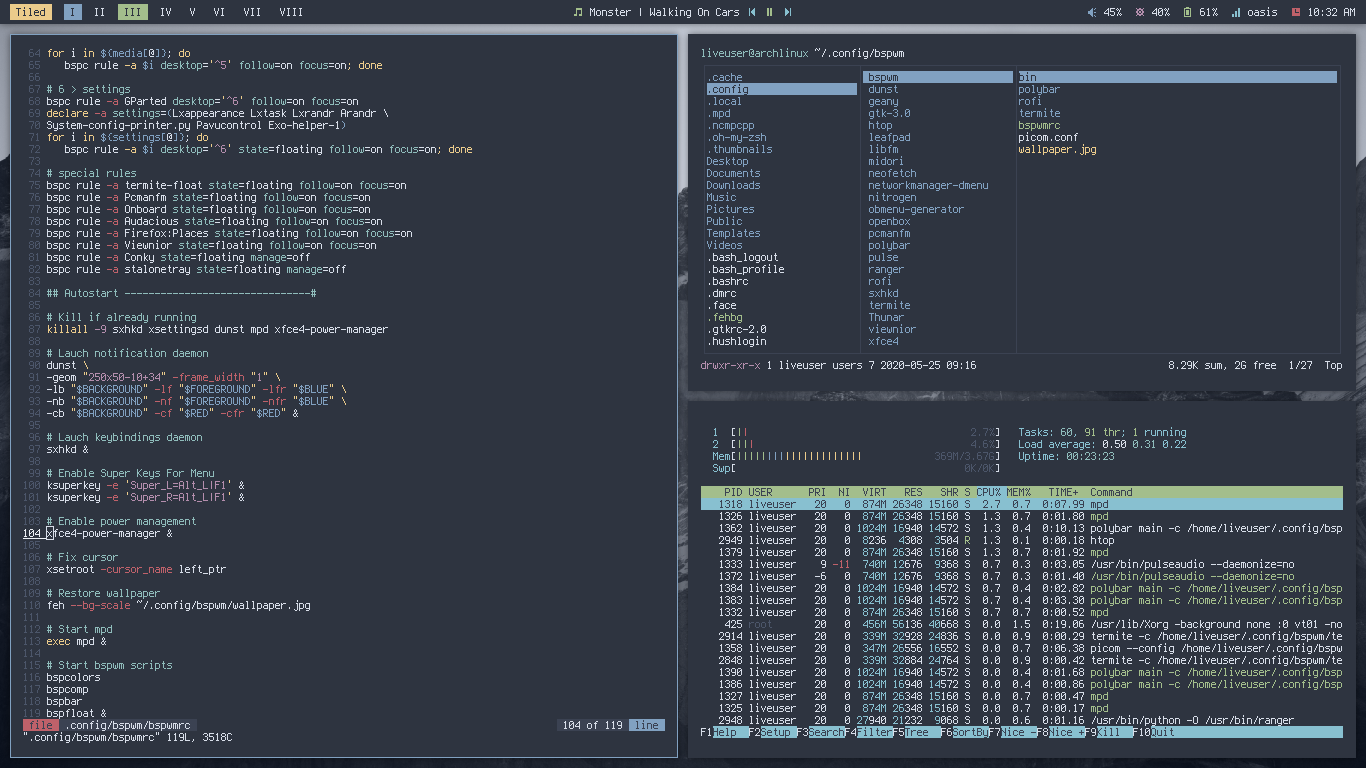 Tiled I II III IV V VI VII VIII
Monster | Walking On Cars
45% 40% 61% oasis 10:32 AM
64 for i in $(media[@]); do
65 bspc rule -a $i desktop='^5' follow=on focus=on; done
66
67 # 6 > settings
68 bspc rule -a GParted desktop='^6' follow=on focus=on
69 declare -a settings=(Lxappearance Lxtask Lxrandr Arandr \
70 System-config-printer.py Pavucontrol Exo-helper-1)
71 for i in $(settings[@]); do
72 bspc rule -a $i desktop='^6' state=floating follow=on focus=on; done
73
74 # special rules
75 bspc rule -a termite-float state=floating follow=on focus=on
76 bspc rule -a Pcmanfm state=floating follow=on focus=on
77 bspc rule -a Onboard state=floating follow=on focus=on
78 bspc rule -a Audacious state=floating follow=on focus=on
79 bspc rule -a Firefox:Places state=floating follow=on focus=on
80 bspc rule -a Viewnior state=floating follow=on focus=on
81 bspc rule -a Conky state=floating manage=off
82 bspc rule -a stalonetray state=floating manage=off
83
84 ## Autostart -------------------------------#
85
86 # Kill if already running
87 killall -9 sxhkd xsettingsd dunst mpd xfce4-power-manager
88
89 # Lauch notification daemon
90 dunst \
91 -geom "250x50-10+34" -frame_width "1" \
92 -lb "$BACKGROUND" -lf "$FOREGROUND" -lfr "$BLUE" \
93 -nb "$BACKGROUND" -nf "$FOREGROUND" -nfr "$BLUE" \
94 -cb "$BACKGROUND" -cf "$RED" -cfr "$RED" &
95
96 # Lauch keybindings daemon
97 sxhkd &
98
99 # Enable Super Keys For Menu
100 ksuperkey -e 'Super_L=Alt_L|F1' &
101 ksuperkey -e 'Super_R=Alt_L|F1' &
102
103 # Enable power management
104 xfce4-power-manager &
105
106 # Fix cursor
107 xsetroot -cursor_name left_ptr
108
109 # Restore wallpaper
110 feh --bg-scale ~/.config/bspwm/wallpaper.jpg
111
112 # Start mpd
113 exec mpd &
114
115 # Start bspwm scripts
116 bspcolors
117 bspcomp
118 bspbar
119 bspfloat &
file .config/bspwm/bspwmrc 104 of 119 line
".config/bspwm/bspwmrc" 119L, 3518C
liveuser@archlinux ~/.config/bspwm
.cache bspwm bin
.config dunst polybar
.local geany rofi
.mpd gtk-3.0 termite
.ncmpcpp htop bspwmrc
.oh-my-zsh leafpad picom.conf
.thumbnails libfm wallpaper.jpg
Desktop midori
Documents neofetch
Downloads networkmanager-dmenu
Music nitrogen
Pictures obmenu-generator
Public openbox
Templates pcmanfm
Videos polybar
.bash_logout pulse
.bash_profile ranger
.bashrc rofi
.dmrc sxhkd
.face termite
.fehbg Thunar
.gtkrc-2.0 viewnior
.hushlogin xfce4
drwxr-xr-x 1 liveuser users 7 2020-05-25 09:16 8.29K sum, 2G free 1/27 Top
1 [|| 2.7%] Tasks: 60, 91 thr; 1 running
2 [||| 4.6%] Load average: 0.50 0.31 0.22
Mem[||||||||||||||||||||| 369M/3.67G] Uptime: 00:23:23
Swp[ 0K/0K]
PID USER PRI NI VIRT RES SHR S CPU% MEM% TIME+ Command
1318 liveuser 20 0 874M 26348 15160 S 2.7 0.7 0:07.99 mpd
1326 liveuser 20 0 874M 26348 15160 S 1.3 0.7 0:01.80 mpd
1362 liveuser 20 0 1024M 16940 14572 S 1.3 0.4 0:10.13 polybar main -c /home/liveuser/.config/bsp
2949 liveuser 20 0 8236 4308 3504 R 1.3 0.1 0:00.18 htop
1379 liveuser 20 0 874M 26348 15160 S 1.3 0.7 0:01.92 mpd
1333 liveuser 9 -11 740M 12676 9368 S 0.7 0.3 0:03.05 /usr/bin/pulseaudio --daemonize=no
1372 liveuser -6 0 740M 12676 9368 S 0.7 0.3 0:01.40 /usr/bin/pulseaudio --daemonize=no
1384 liveuser 20 0 1024M 16940 14572 S 0.7 0.4 0:02.82 polybar main -c /home/liveuser/.config/bsp
1383 liveuser 20 0 1024M 16940 14572 S 0.7 0.4 0:03.30 polybar main -c /home/liveuser/.config/bsp
1332 liveuser 20 0 874M 26348 15160 S 0.7 0.7 0:00.52 mpd
425 root 20 0 456M 56136 40668 S 0.0 1.5 0:19.06 /usr/lib/Xorg -background none :0 vt01 -no
2914 liveuser 20 0 339M 32928 24836 S 0.0 0.9 0:00.29 termite -c /home/liveuser/.config/bspwm/te
1358 liveuser 20 0 347M 26556 16552 S 0.0 0.7 0:06.38 picom --config /home/liveuser/.config/bspw
2848 liveuser 20 0 339M 32884 24764 S 0.0 0.9 0:00.42 termite -c /home/liveuser/.config/bspwm/te
1390 liveuser 20 0 1024M 16940 14572 S 0.0 0.4 0:01.68 polybar main -c /home/liveuser/.config/bsp
1386 liveuser 20 0 1024M 16940 14572 S 0.0 0.4 0:00.86 polybar main -c /home/liveuser/.config/bsp
1327 liveuser 20 0 874M 26348 15160 S 0.0 0.7 0:00.47 mpd
1325 liveuser 20 0 874M 26348 15160 S 0.0 0.7 0:00.17 mpd
2948 liveuser 20 0 27940 21232 9068 S 0.0 0.6 0:01.16 /usr/bin/python -O /usr/bin/ranger
F1Help F2Setup F3SearchF4FilterF5Tree F6SortByF7Nice -F8Nice +F9Kill F10Quit